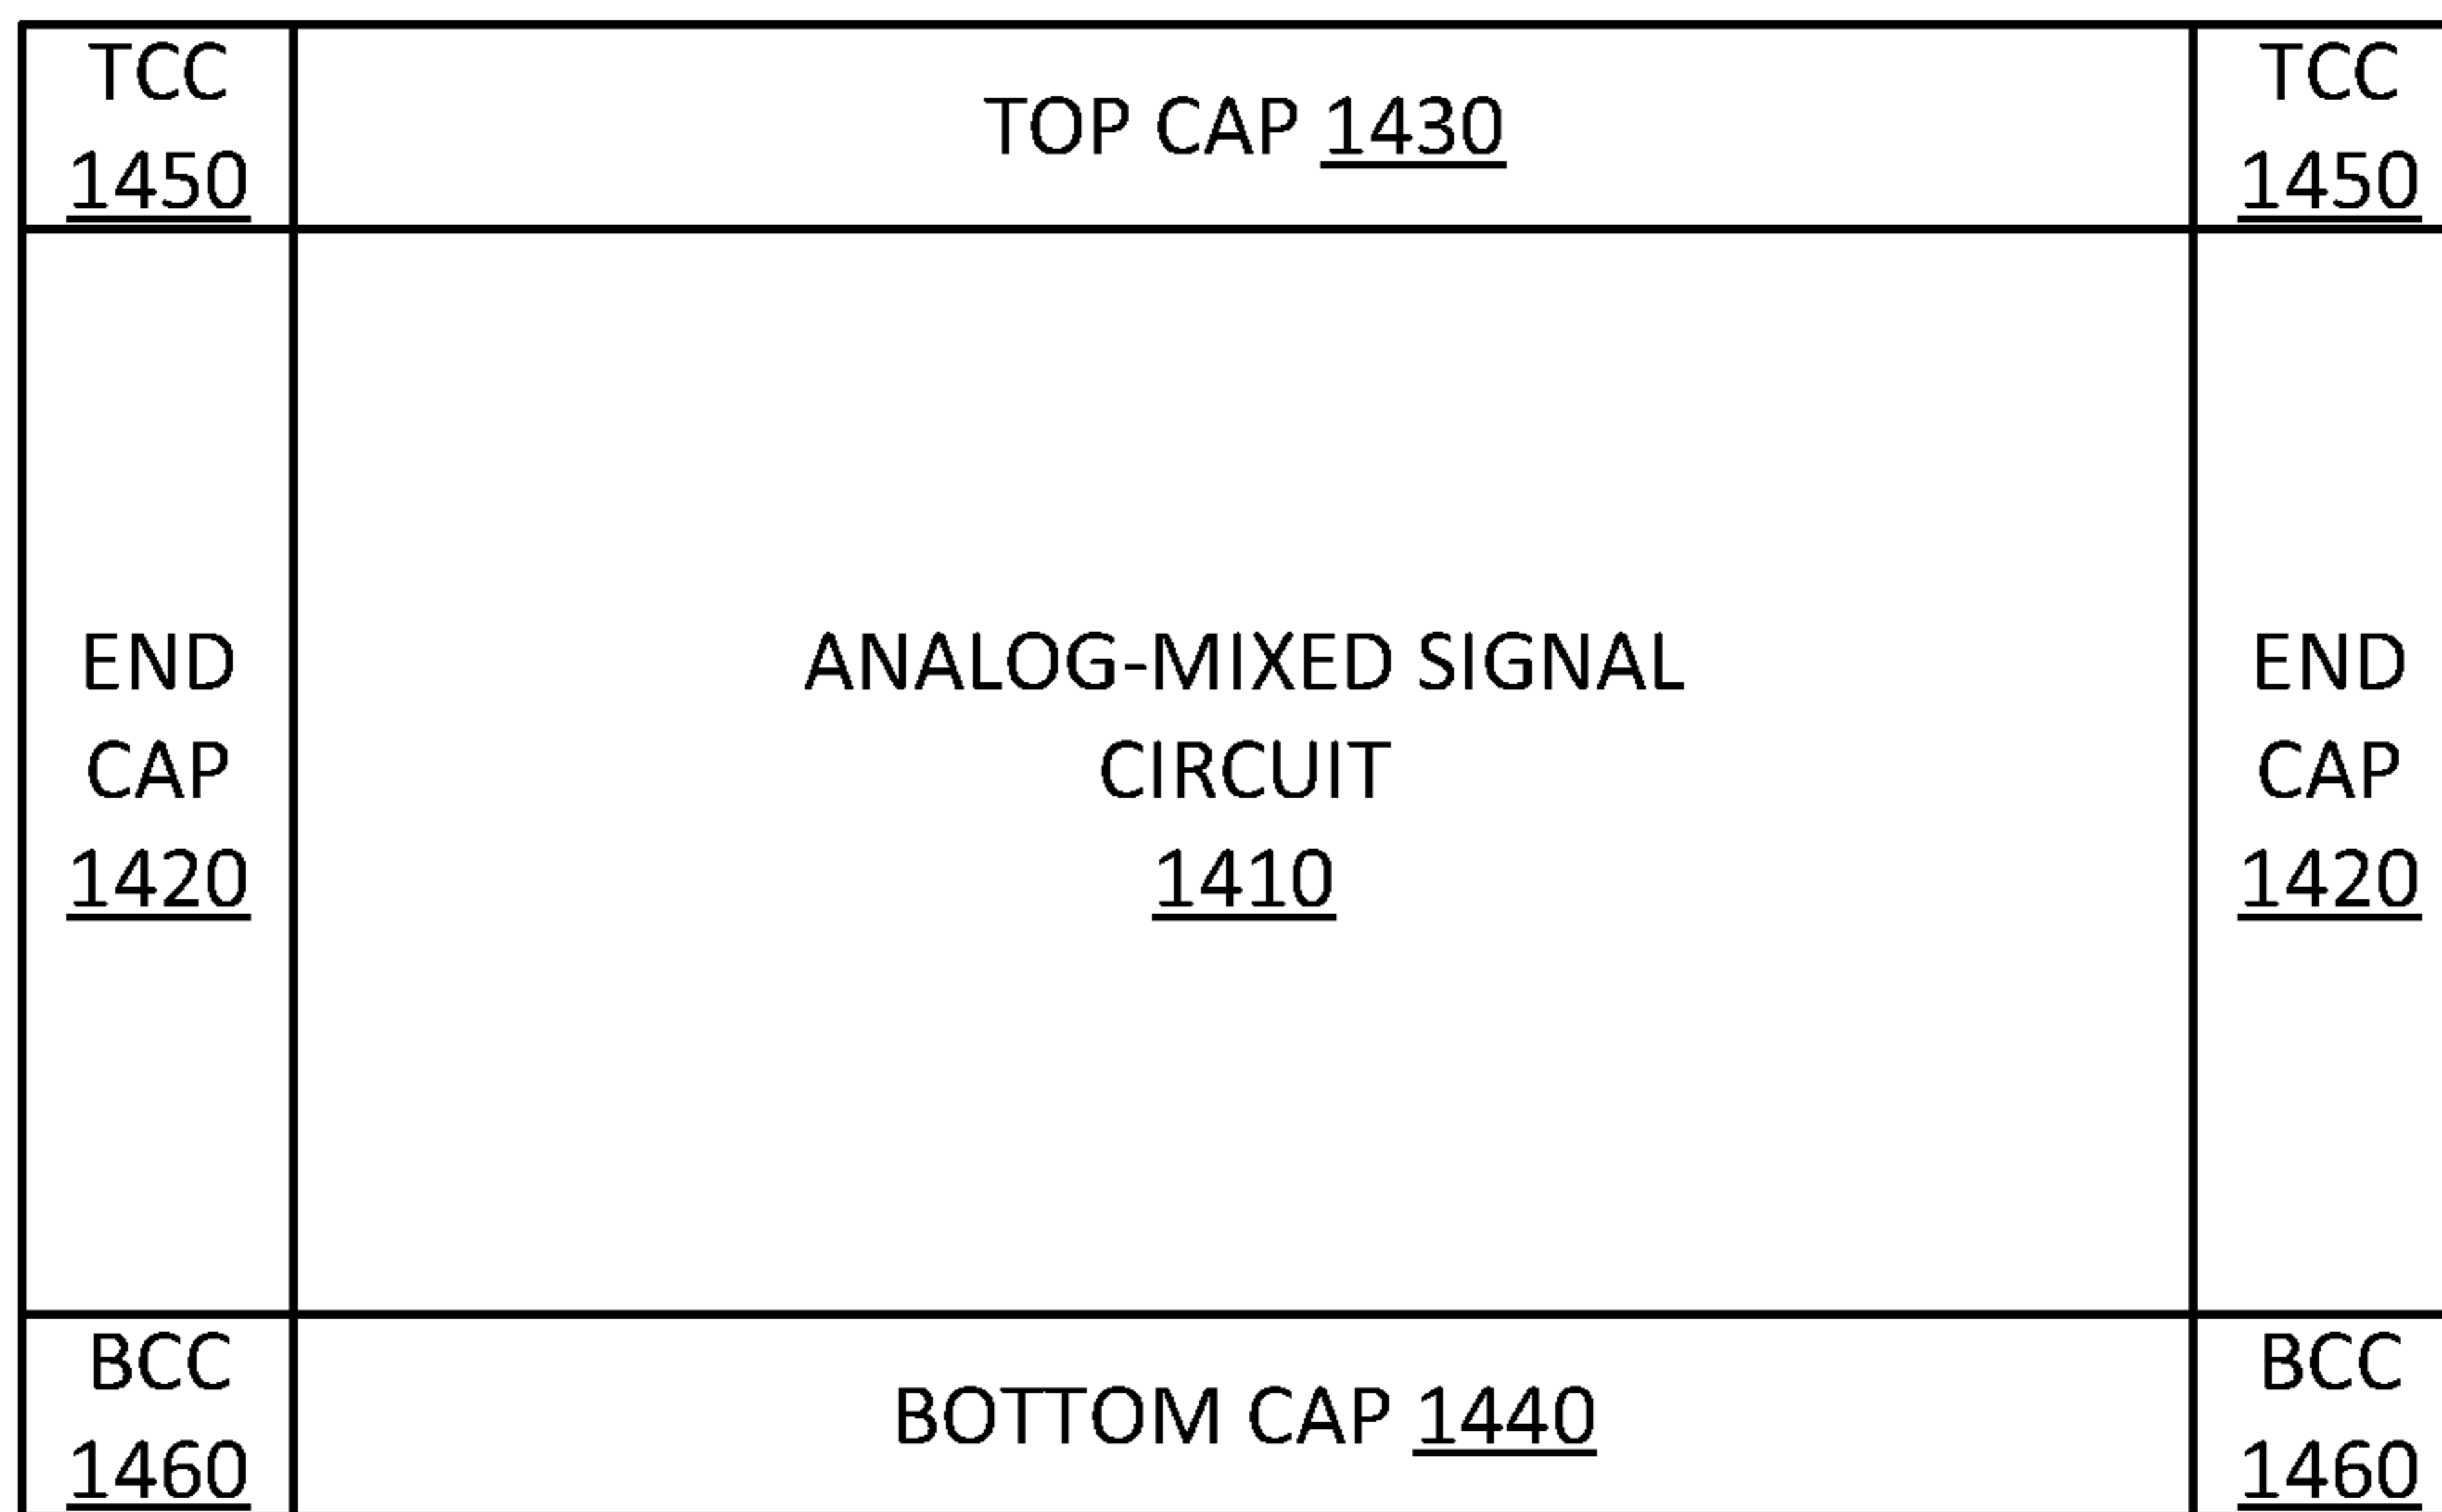 TCC
1450
TOP CAP 1430
TCC
1450
END
CAP
1420
ANALOG-MIXED SIGNAL
CIRCUIT
1410
END
CAP
1420
BCC
1460
BOTTOM CAP 1440
BCC
1460